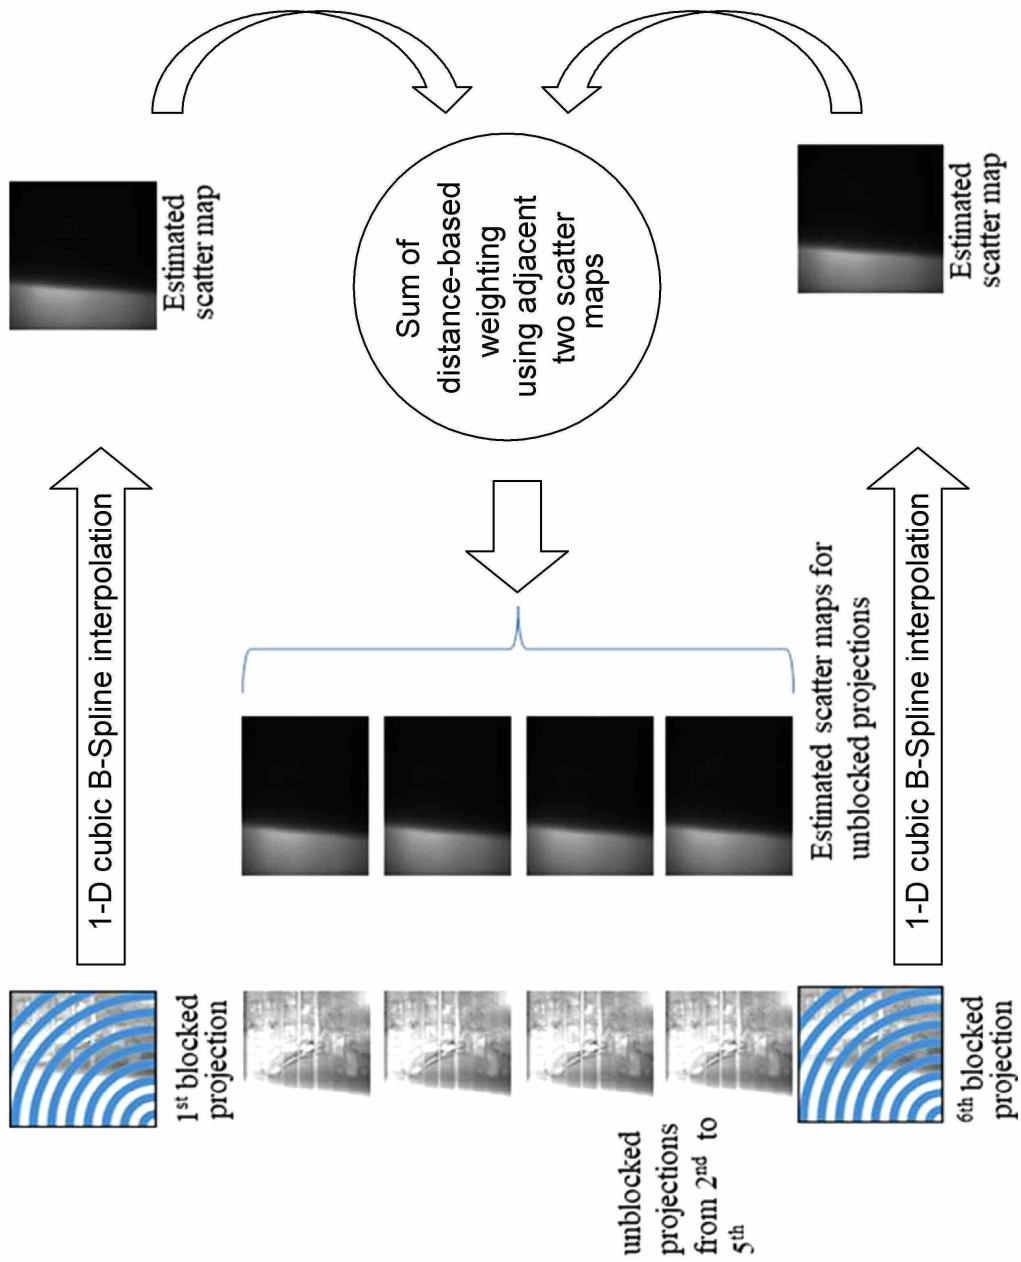 1-D cubic B-Spline interpolation
Estimated
scatter map
1st blocked
projection
Sum of
distance-based
weighting
using adjacent
two scatter
maps
unblocked
projections
from 2nd to
5th
Estimated scatter maps for
unblocked projections
1-D cubic B-Spline interpolation
Estimated
scatter map
6th blocked
projection